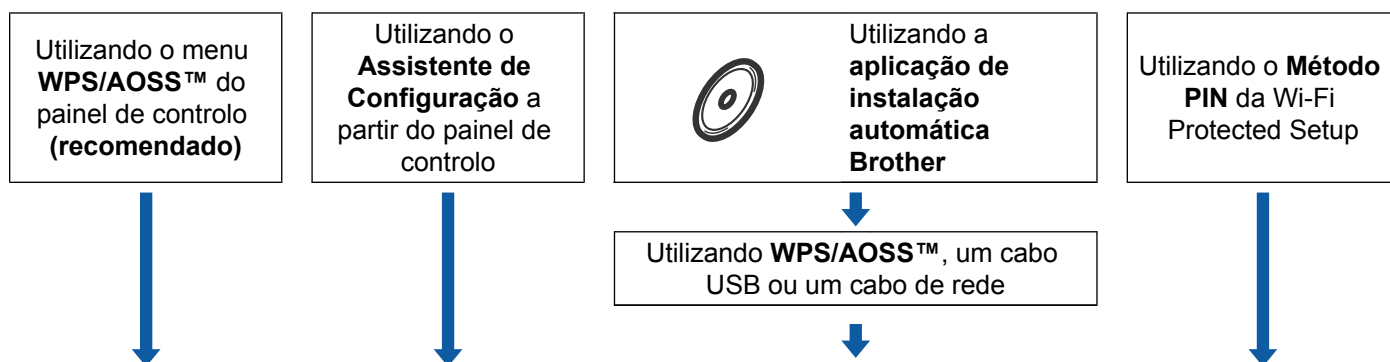 Utilizando o menu
WPS/AOSS™ do
painel de controlo
(recomendado)
Utilizando o
Assistente de
Configuração a
partir do painel de
controlo
Utilizando a
aplicação de
instalação
automática
Brother
Utilizando o Método
PIN da Wi-Fi
Protected Setup
Utilizando WPS/AOSS™, um cabo
USB ou um cabo de rede